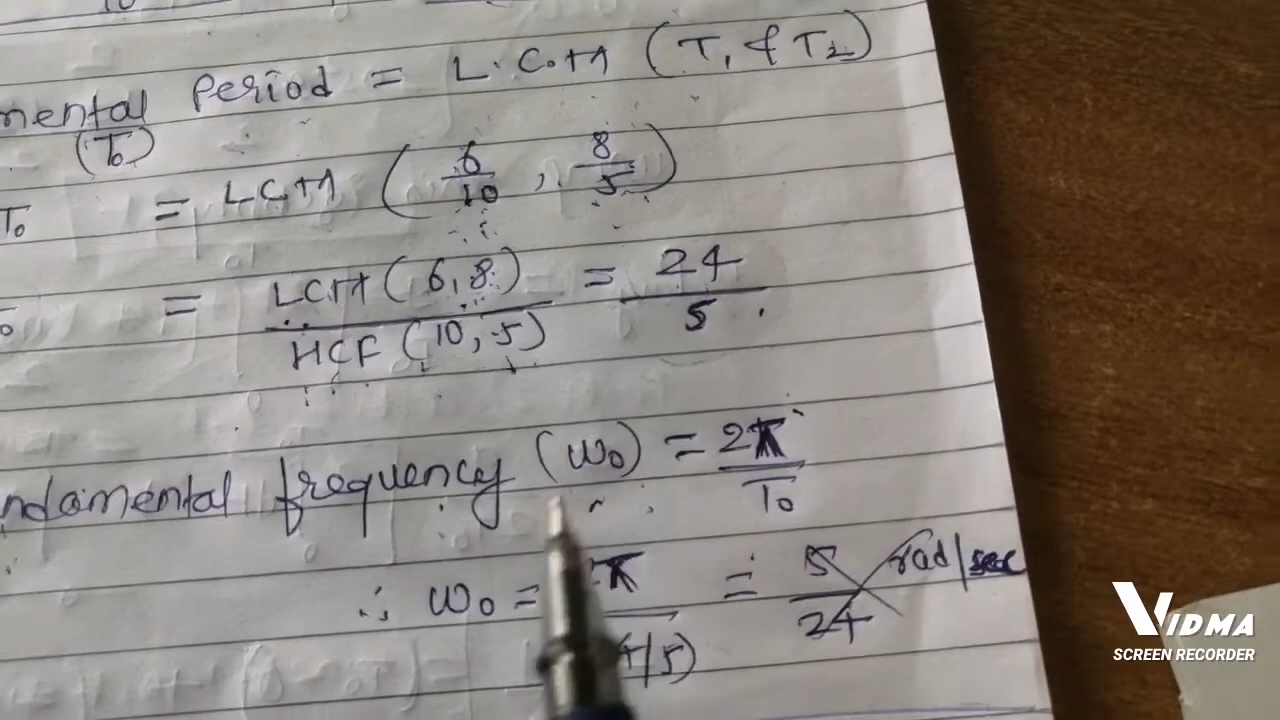 mental Period = L.C.M (T₁ & T₂)
(T₀)
T₀ = LCM (6/10, 8/5)
= LCM(6,8)/HCF(10,5) = 24/5.
ndamental frequency (ω₀) = 2π/T₀
∴ ω₀ = π/ /5) = 5/24 rad/sec
VIDMA
SCREEN RECORDER